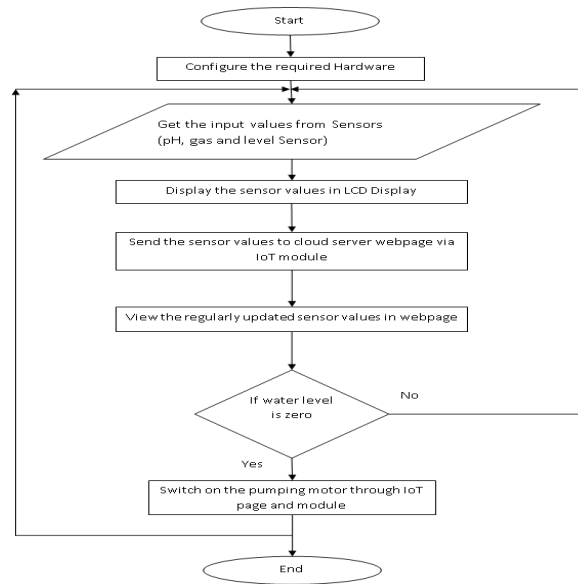 Start
Configure the required Hardware
Get the input values from Sensors
(pH, gas and level Sensor)
Display the sensor values in LCD Display
Send the sensor values to cloud server webpage via
IoT module
View the regularly updated sensor values in webpage
If water level
is zero
No
Yes
Switch on the pumping motor through IoT
page and module
End